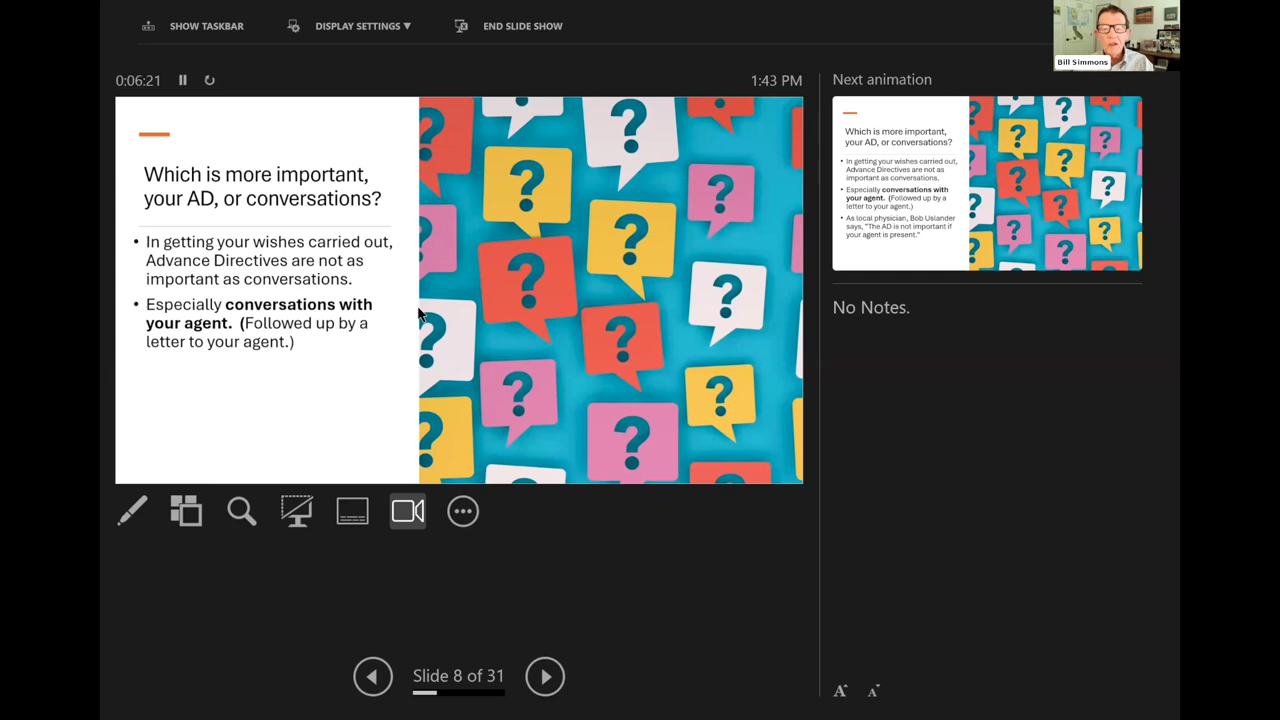 SHOW TASKBAR
DISPLAY SETTINGS ▼
END SLIDE SHOW
Bill Simmons
0:06:21
1:43 PM
Which is more important,
your AD, or conversations?
• In getting your wishes carried out,
Advance Directives are not as
important as conversations.
• Especially conversations with
your agent. (Followed up by a
letter to your agent.)
? ? ? ? ? ? ? ? ? ? ? ? ? ? ?
Next animation
Which is more important,
your AD, or conversations?
• In getting your wishes carried out,
Advance Directives are not as
important as conversations.
• Especially conversations with
your agent. (Followed up by a
letter to your agent.)
• As local physician, Bob Uslander
says, "The AD is not important if
your agent is present."
No Notes.
Slide 8 of 31
A A